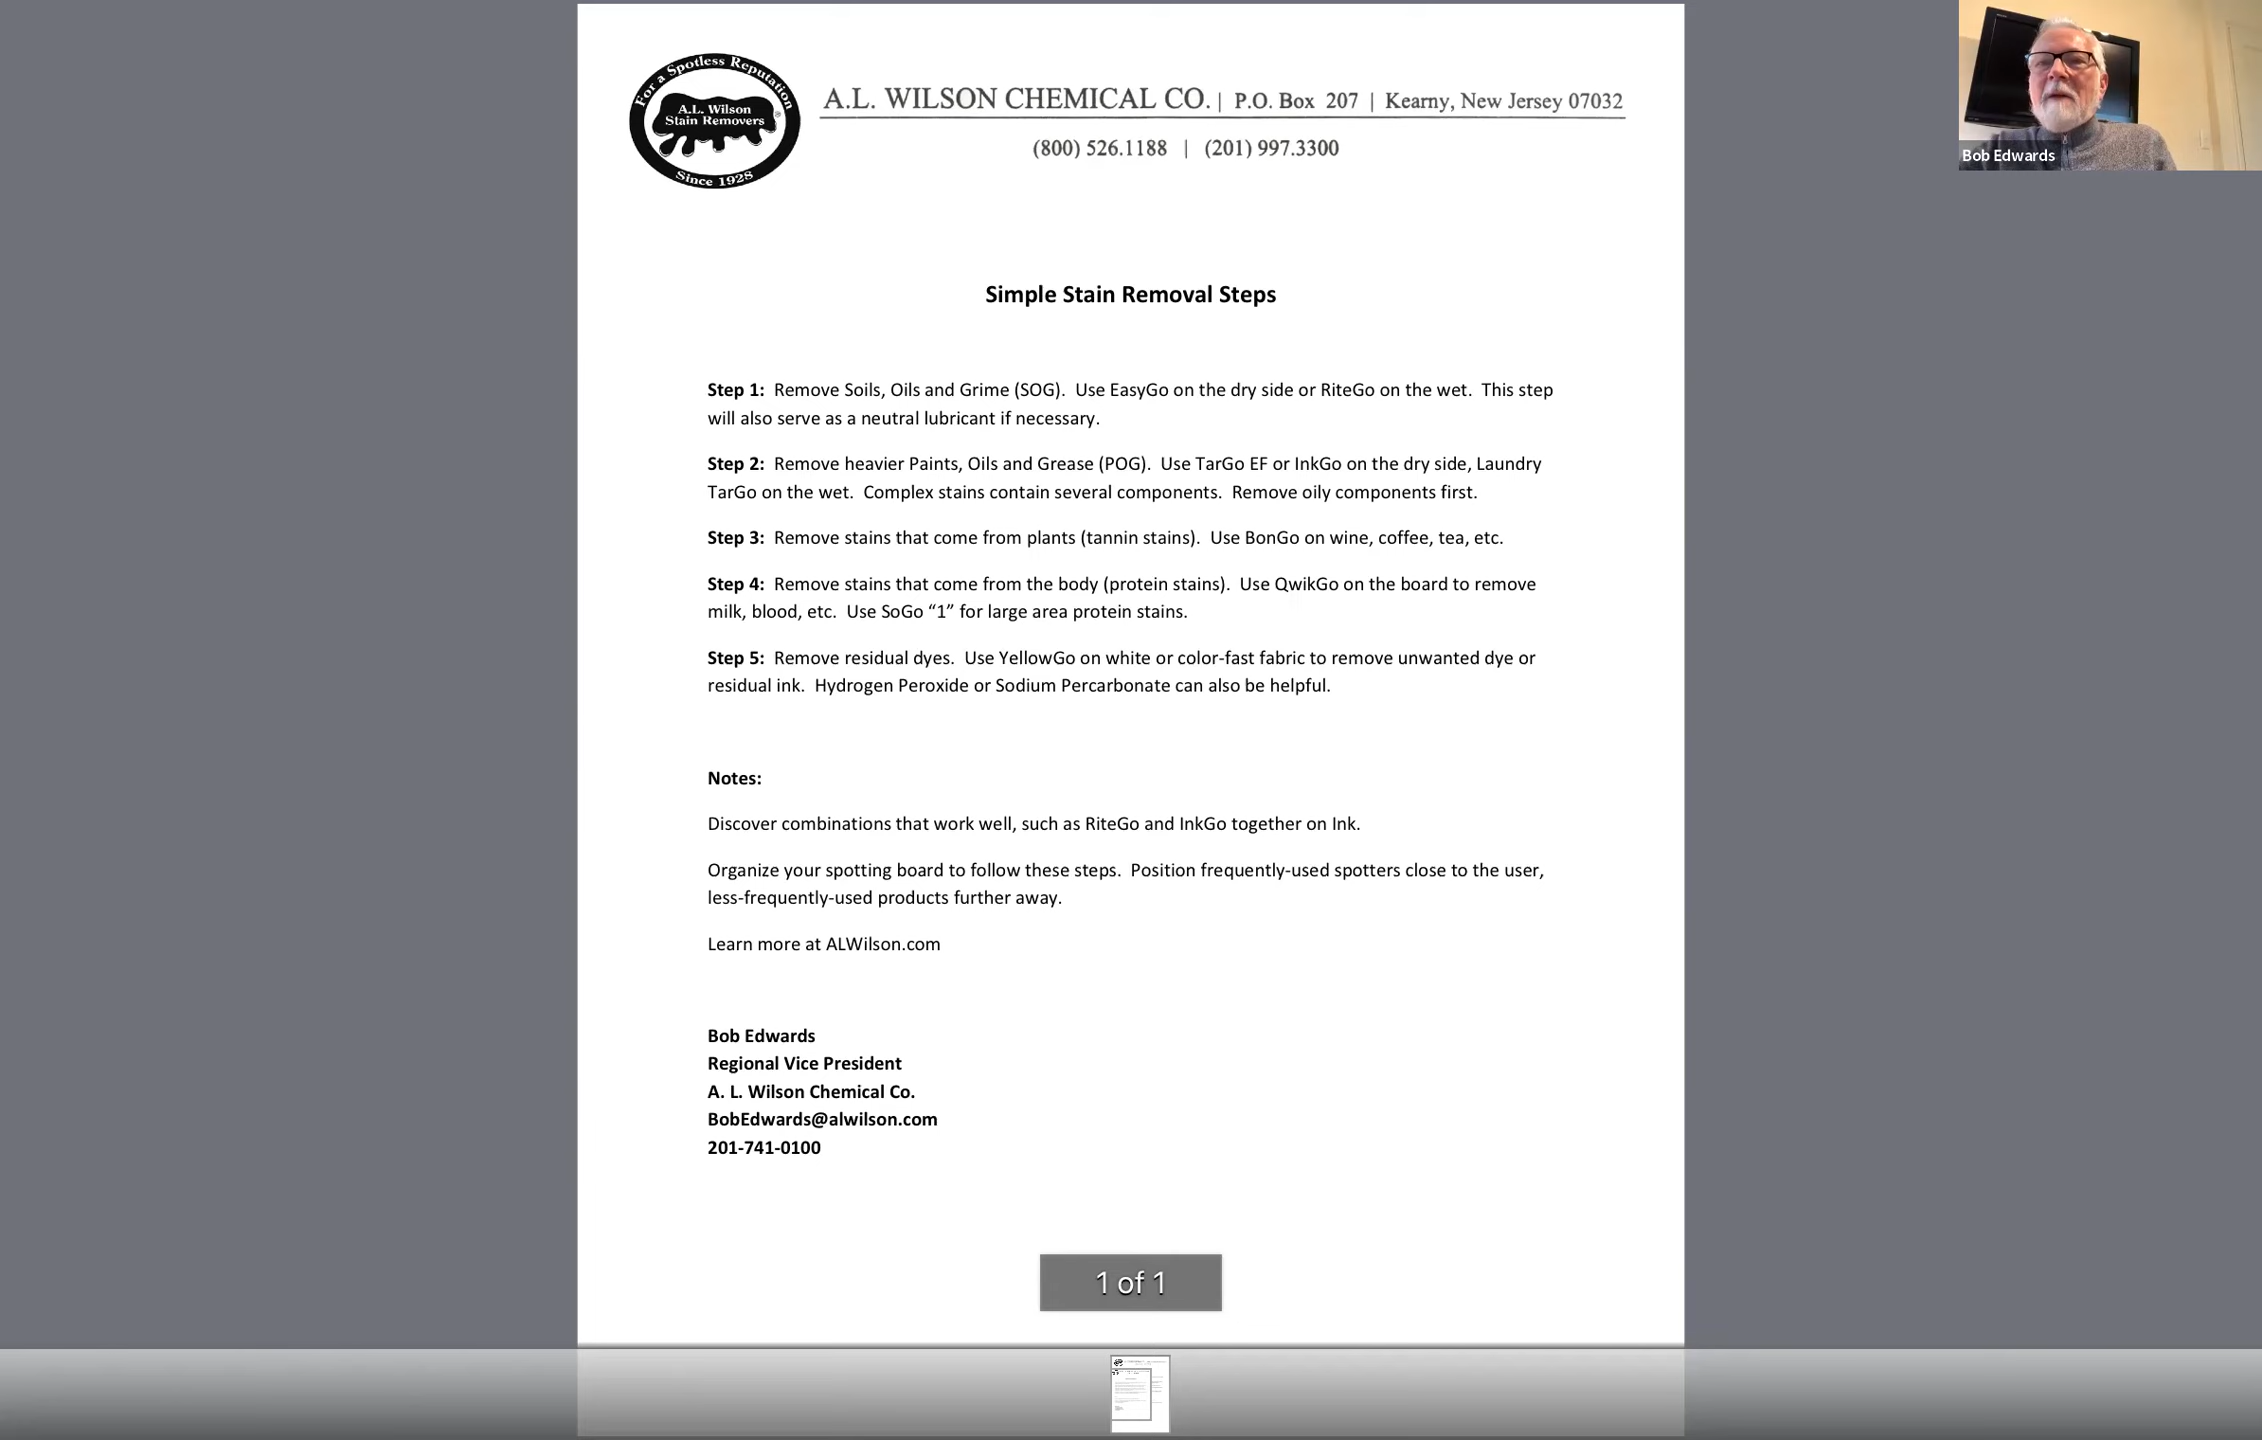 For a Spotless Reputation
A.L. Wilson
Stain Removers
®
Since 1928
A.L. WILSON CHEMICAL CO. | P.O. Box 207 | Kearny, New Jersey 07032
(800) 526.1188 | (201) 997.3300
Bob Edwards
Simple Stain Removal Steps
Step 1: Remove Soils, Oils and Grime (SOG). Use EasyGo on the dry side or RiteGo on the wet. This step
will also serve as a neutral lubricant if necessary.
Step 2: Remove heavier Paints, Oils and Grease (POG). Use TarGo EF or InkGo on the dry side, Laundry
TarGo on the wet. Complex stains contain several components. Remove oily components first.
Step 3: Remove stains that come from plants (tannin stains). Use BonGo on wine, coffee, tea, etc.
Step 4: Remove stains that come from the body (protein stains). Use QwikGo on the board to remove
milk, blood, etc. Use SoGo “1” for large area protein stains.
Step 5: Remove residual dyes. Use YellowGo on white or color-fast fabric to remove unwanted dye or
residual ink. Hydrogen Peroxide or Sodium Percarbonate can also be helpful.
Notes:
Discover combinations that work well, such as RiteGo and InkGo together on Ink.
Organize your spotting board to follow these steps. Position frequently-used spotters close to the user,
less-frequently-used products further away.
Learn more at ALWilson.com
Bob Edwards
Regional Vice President
A. L. Wilson Chemical Co.
BobEdwards@alwilson.com
201-741-0100
1 of 1